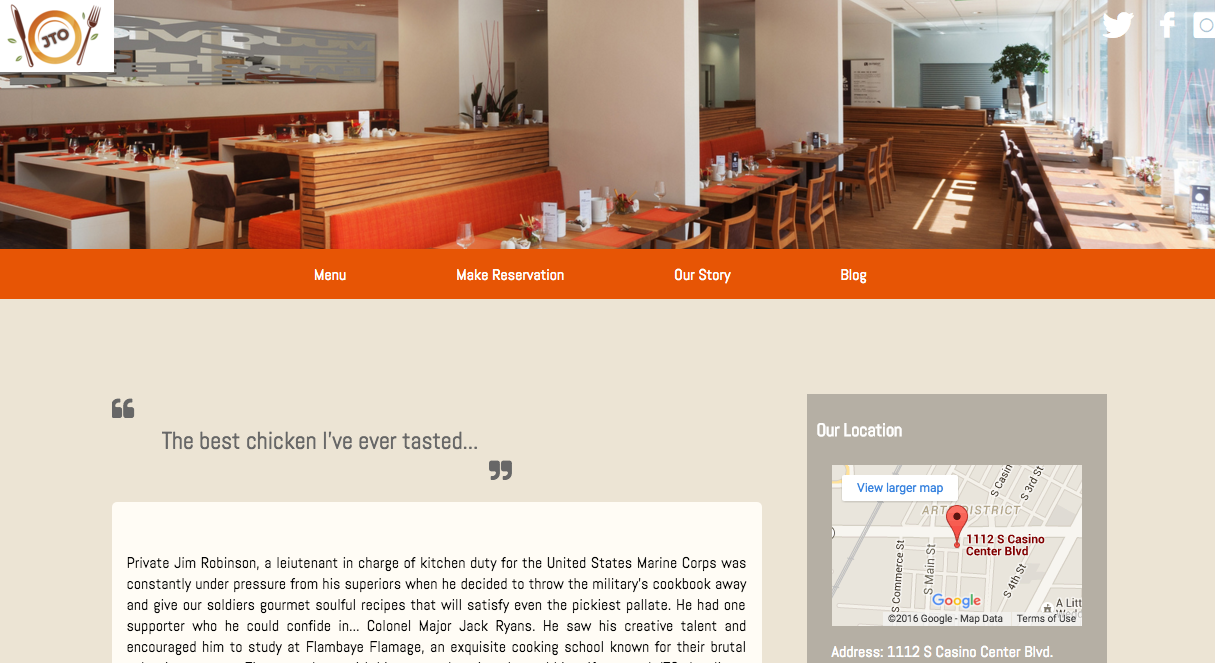 JTO
Menu Make Reservation Our Story Blog
“
The best chicken I've ever tasted...
”
Private Jim Robinson, a leiutenant in charge of kitchen duty for the United States Marine Corps was
constantly under pressure from his superiors when he decided to throw the military's cookbook away
and give our soldiers gourmet soulful recipes that will satisfy even the pickiest pallate. He had one
supporter who he could confide in... Colonel Major Jack Ryans. He saw his creative talent and
encouraged him to study at Flambaye Flamage, an exquisite cooking school known for their brutal
Our Location
View larger map
S Casin
S 3rd St
ARTS DISTRICT
1112 S Casino
Center Blvd
S Commerce St
S Main St
S 4th St
Google
A Litt
©2016 Google - Map Data Terms of Use
Address: 1112 S Casino Center Blvd.